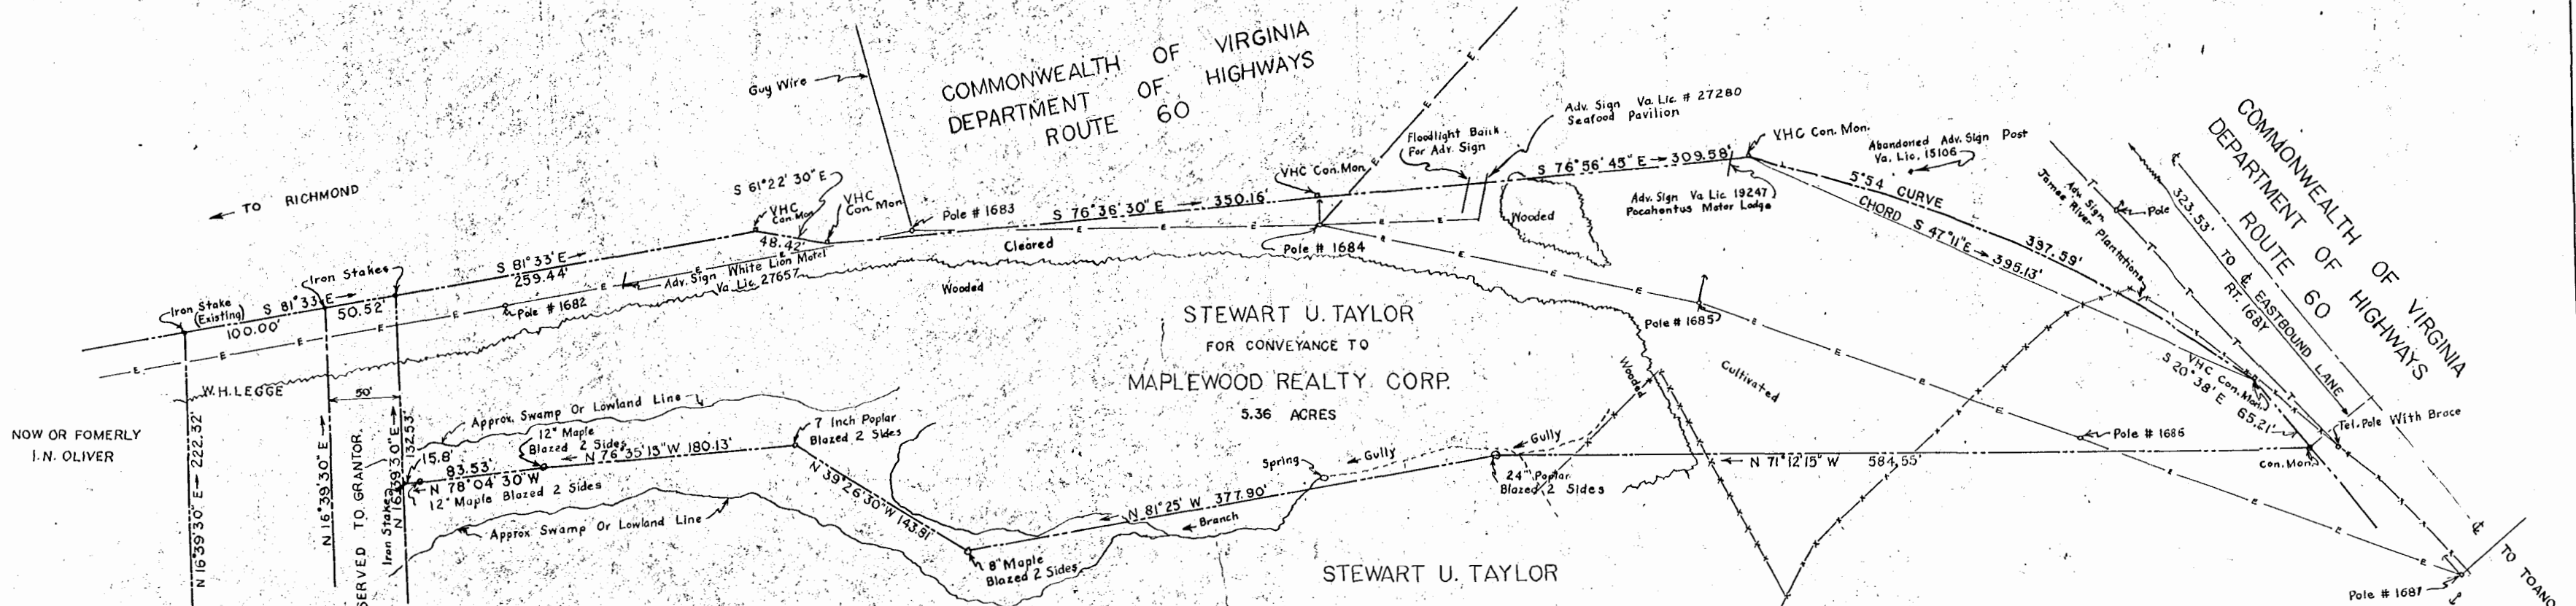 COMMONWEALTH OF VIRGINIA
DEPARTMENT OF HIGHWAYS
ROUTE 60
Guy Wire
← TO RICHMOND
S 61°22'30" E
VHC
Con. Mon
VHC
Con. Mon
48.42'
Pole # 1683
S 76°36'30" E → 350.16'
Cleared
VHC Con. Mon.
Pole # 1684
Floodlight Bank
For Adv. Sign
Adv. Sign Va. Lic. # 27280
Seafood Pavilion
S 76°56'45" E → 309.58'
VHC Con. Mon.
Abandoned Adv. Sign Post
Va. Lic. 15106
Adv. Sign Va Lic 19247
Pocahontus Motor Lodge
Wooded
5°54 CURVE
397.59'
CHORD S 47°11" E → 395.13'
Adv. Sign
James River Plantations
Pole
323.53' TO ℄ EASTBOUND LANE
RT. 168Y
COMMONWEALTH OF VIRGINIA
DEPARTMENT OF HIGHWAYS
ROUTE 60
Iron Stake
(Existing)
S 81°33' E →
100.00'
Iron Stakes
50.52'
S 81°33' E →
259.44'
Pole # 1682
Adv. Sign White Lion Motel
Va Lic. 27657
Wooded
STEWART U. TAYLOR
FOR CONVEYANCE TO
MAPLEWOOD REALTY CORP.
5.36 ACRES
Pole # 1685
Wooded
Cultivated
VHC Con. Mon.
S 20°38' E 65.21'
Tel. Pole With Brace
Pole # 1686
Con. Mon.
W. H. LEGGE
50'
NOW OR FOMERLY
I. N. OLIVER
N 16°39'30" E → 222.32'
N 16°39'30" E →
SERVED TO GRANTOR.
Iron Stake
N 16°39'30" E →
132.53'
Approx. Swamp Or Lowland Line
15.8'
83.53'
N 78°04'30" W
12" Maple Blazed 2 Sides
12" Maple
Blazed 2 Sides
← N 76°35'15" W 180.13'
7 Inch Poplar
Blazed 2 Sides
N 39°26'30" W 143.81'
Approx Swamp Or Lowland Line
8" Maple
Blazed 2 Sides
N 81°25' W 377.90'
← Branch
Spring
← Gully
← Gully
24" Poplar
Blazed 2 Sides
← N 71°12'15" W 584.55'
STEWART U. TAYLOR
℄
TO TOANO
Pole # 1687